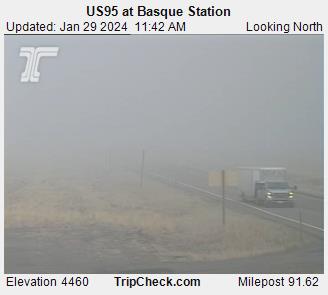 US95 at Basque Station
Updated: Jan 29 2024 11:42 AM Looking North
Elevation 4460 TripCheck.com Milepost 91.62